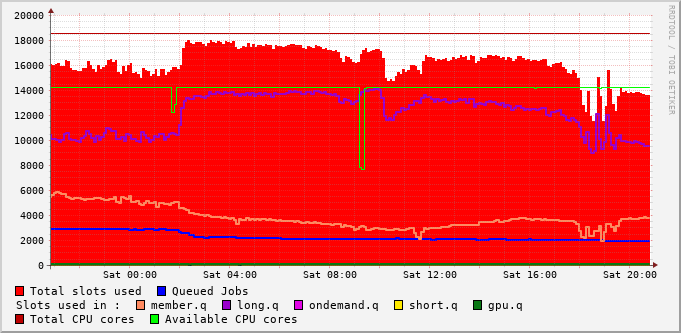 20000
18000
16000
14000
12000
10000
8000
6000
4000
2000
0
Sat 00:00 Sat 04:00 Sat 08:00 Sat 12:00 Sat 16:00 Sat 20:00
Total slots used Queued Jobs
Slots used in : member.q long.q ondemand.q short.q gpu.q
Total CPU cores Available CPU cores
RRDTOOL / TOBI OETIKER